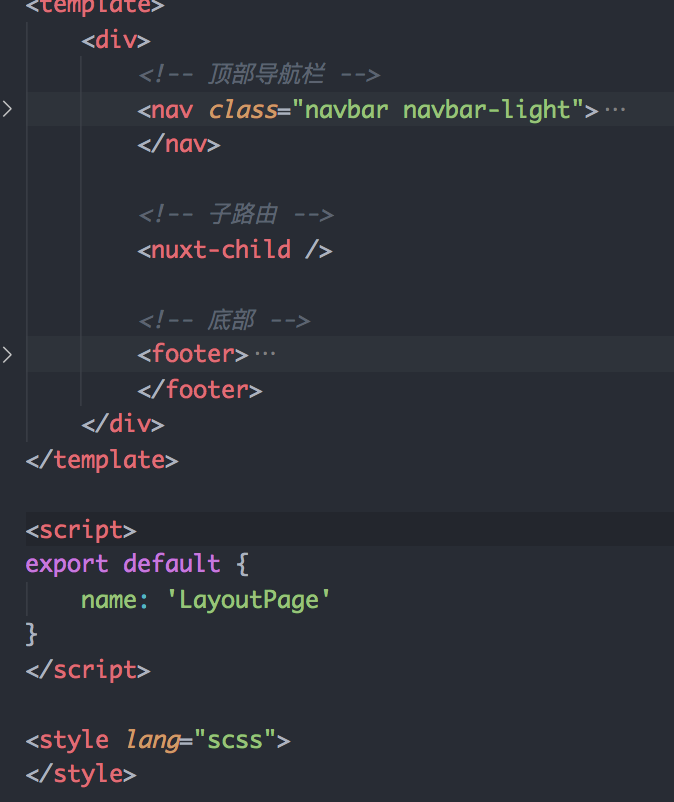 <template>
<div>
<!-- 顶部导航栏 -->
<nav class="navbar navbar-light">···
</nav>
<!-- 子路由 -->
<nuxt-child />
<!-- 底部 -->
<footer>···
</footer>
</div>
</template>
<script>
export default {
name: 'LayoutPage'
}
</script>
<style lang="scss">
</style>